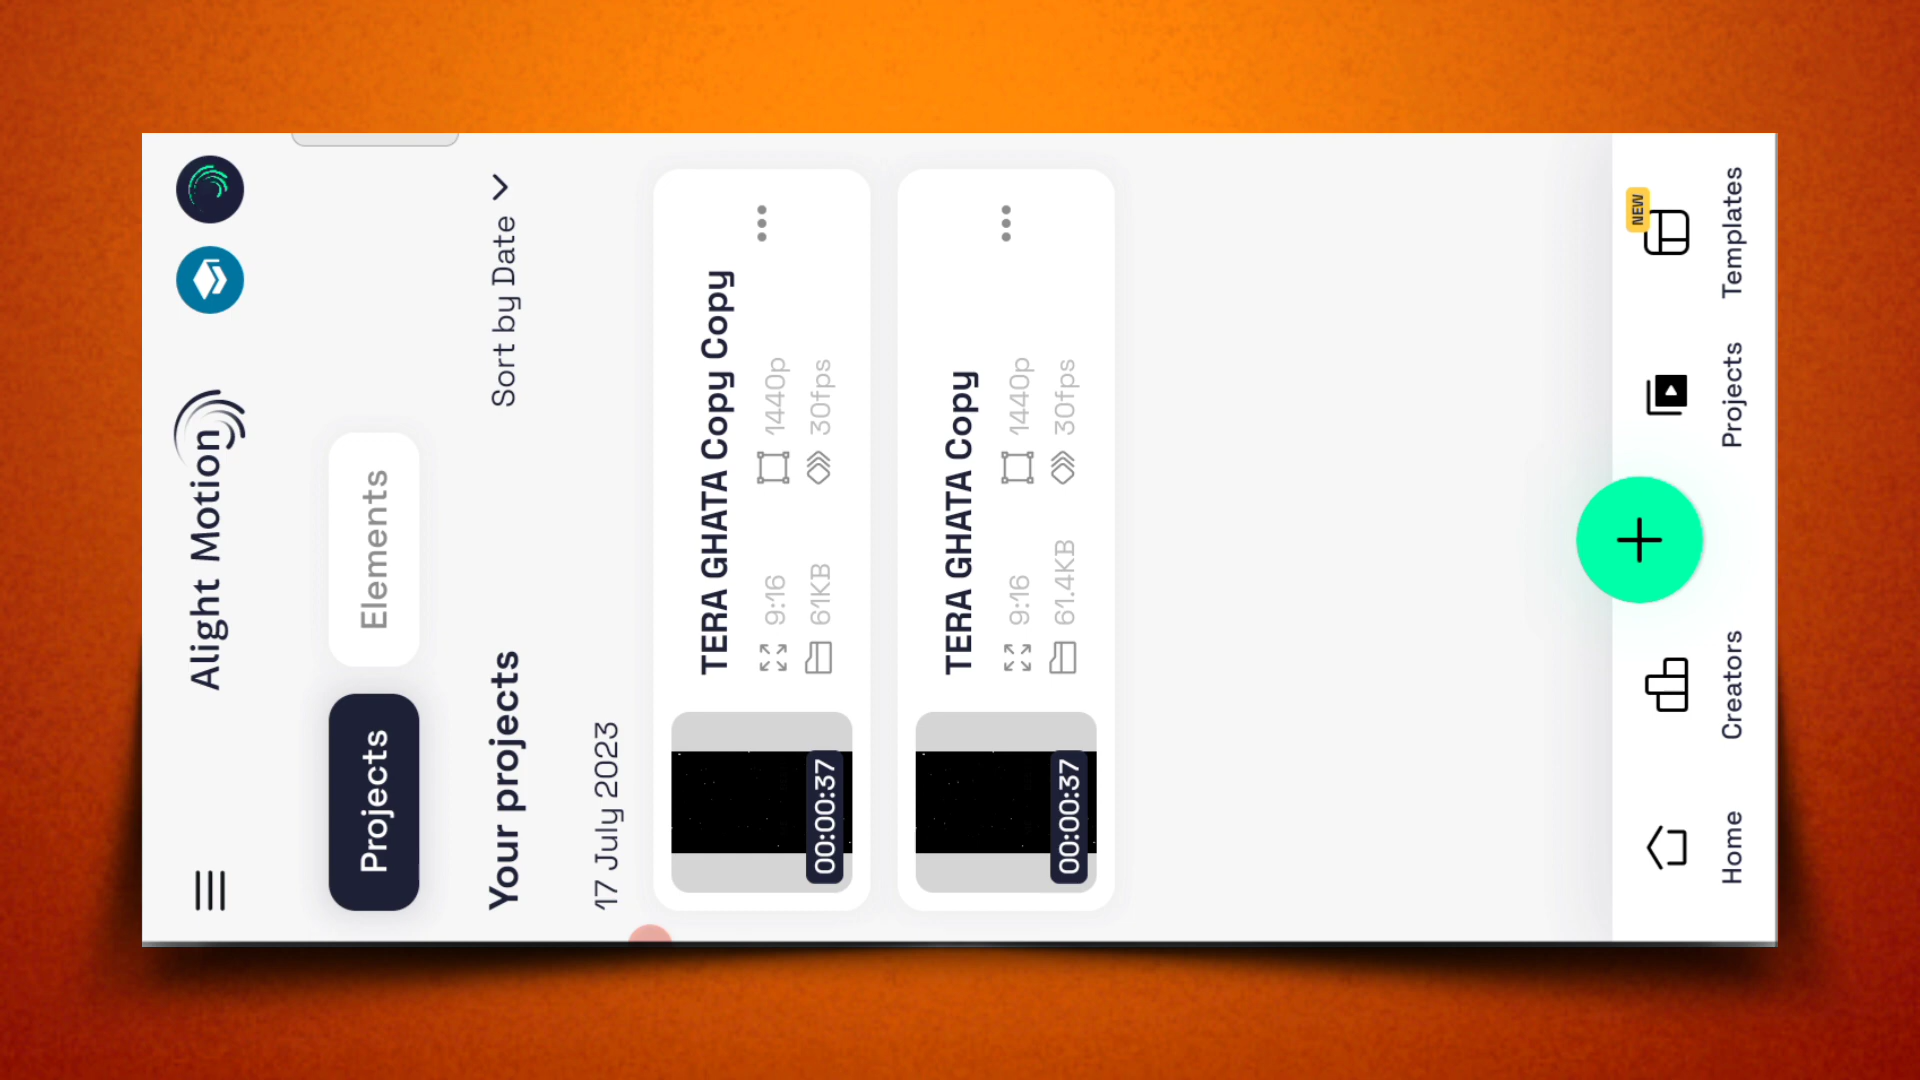 Alight Motion
Projects
Elements
Your projects
Sort by Date
17 July 2023
TERA GHATA Copy Copy
9:16
1440p
61KB
30fps
00:00:37
TERA GHATA Copy
9:16
1440p
61.4KB
30fps
00:00:37
NEW
Home
Creators
Projects
Templates